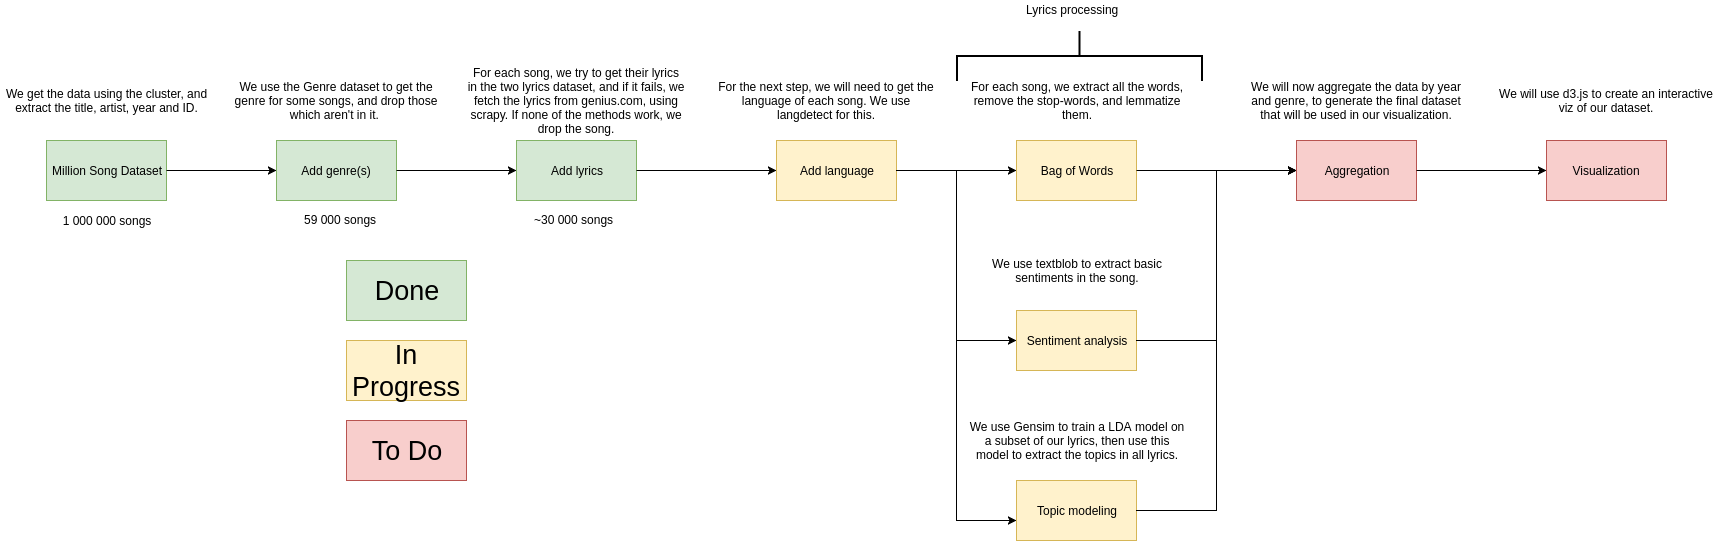 Lyrics processing
We get the data using the cluster, and
extract the title, artist, year and ID.
We use the Genre dataset to get the
genre for some songs, and drop those
which aren't in it.
For each song, we try to get their lyrics
in the two lyrics dataset, and if it fails, we
fetch the lyrics from genius.com, using
scrapy. If none of the methods work, we
drop the song.
For the next step, we will need to get the
language of each song. We use
langdetect for this.
For each song, we extract all the words,
remove the stop-words, and lemmatize
them.
We will now aggregate the data by year
and genre, to generate the final dataset
that will be used in our visualization.
We will use d3.js to create an interactive
viz of our dataset.
Million Song Dataset
Add genre(s)
Add lyrics
Add language
Bag of Words
Aggregation
Visualization
1 000 000 songs
59 000 songs
~30 000 songs
We use textblob to extract basic
sentiments in the song.
Sentiment analysis
We use Gensim to train a LDA model on
a subset of our lyrics, then use this
model to extract the topics in all lyrics.
Topic modeling
Done
In
Progress
To Do